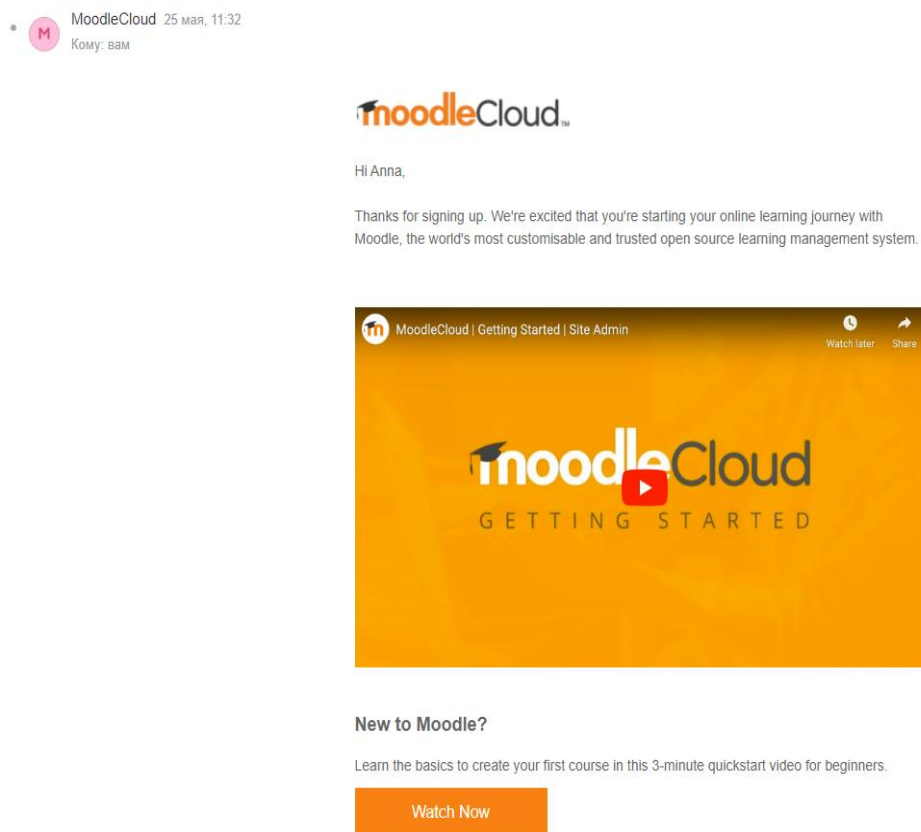 M
MoodleCloud 25 мая, 11:32
Кому: вам
moodleCloud™
Hi Anna,
Thanks for signing up. We're excited that you're starting your online learning journey with
Moodle, the world's most customisable and trusted open source learning management system.
m MoodleCloud | Getting Started | Site Admin
Watch later Share
moodleCloud
GETTING STARTED
New to Moodle?
Learn the basics to create your first course in this 3-minute quickstart video for beginners.
Watch Now